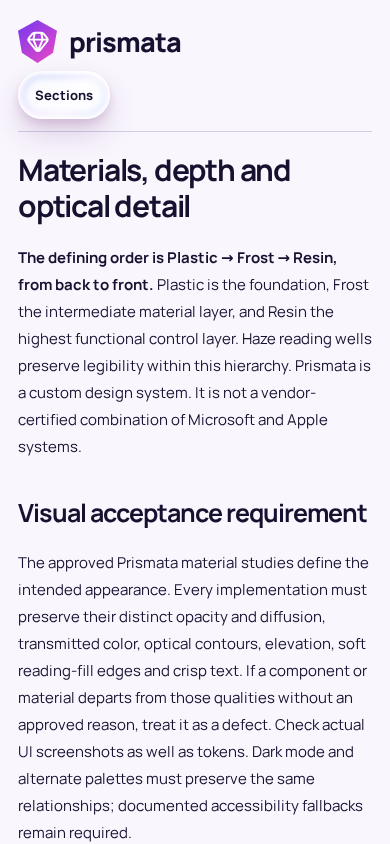 prismata
Sections
Materials, depth and
optical detail
The defining order is Plastic → Frost → Resin,
from back to front. Plastic is the foundation, Frost
the intermediate material layer, and Resin the
highest functional control layer. Haze reading wells
preserve legibility within this hierarchy. Prismata is
a custom design system. It is not a vendor-
certified combination of Microsoft and Apple
systems.
Visual acceptance requirement
The approved Prismata material studies define the
intended appearance. Every implementation must
preserve their distinct opacity and diffusion,
transmitted color, optical contours, elevation, soft
reading-fill edges and crisp text. If a component or
material departs from those qualities without an
approved reason, treat it as a defect. Check actual
UI screenshots as well as tokens. Dark mode and
alternate palettes must preserve the same
relationships; documented accessibility fallbacks
remain required.